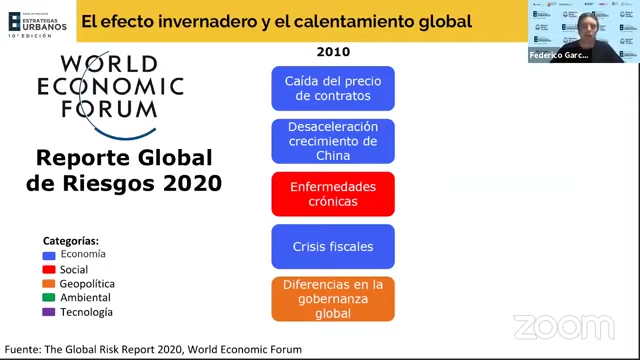 ESTRATEGAS
URBANOS
10ª EDICIÓN
El efecto invernadero y el calentamiento global
Federico Garc...
WORLD
ECONOMIC
FORUM
Reporte Global
de Riesgos 2020
2010
Caída del precio
de contratos
Desaceleración
crecimiento de
China
Enfermedades
crónicas
Crisis fiscales
Diferencias en la
gobernanza
global
Categorías:
Economía
Social
Geopolítica
Ambiental
Tecnología
Fuente: The Global Risk Report 2020, World Economic Forum
zoom